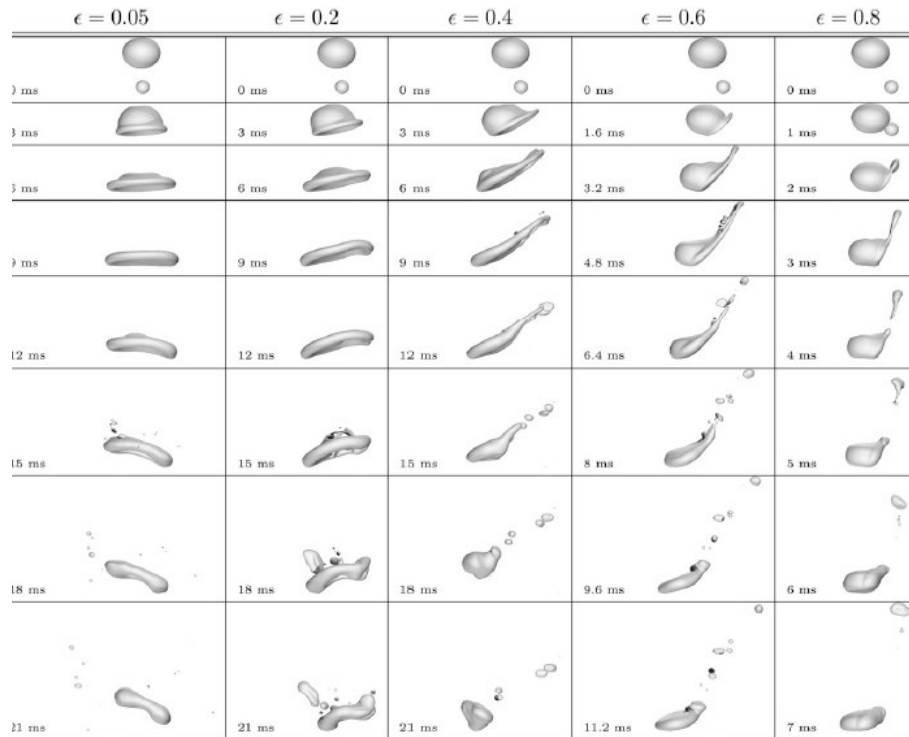 ϵ = 0.05 ϵ = 0.2 ϵ = 0.4 ϵ = 0.6 ϵ = 0.8
0 ms 0 ms 0 ms 0 ms 0 ms
3 ms 3 ms 3 ms 1.6 ms 1 ms
6 ms 6 ms 6 ms 3.2 ms 2 ms
9 ms 9 ms 9 ms 4.8 ms 3 ms
12 ms 12 ms 12 ms 6.4 ms 4 ms
15 ms 15 ms 15 ms 8 ms 5 ms
18 ms 18 ms 18 ms 9.6 ms 6 ms
21 ms 21 ms 21 ms 11.2 ms 7 ms